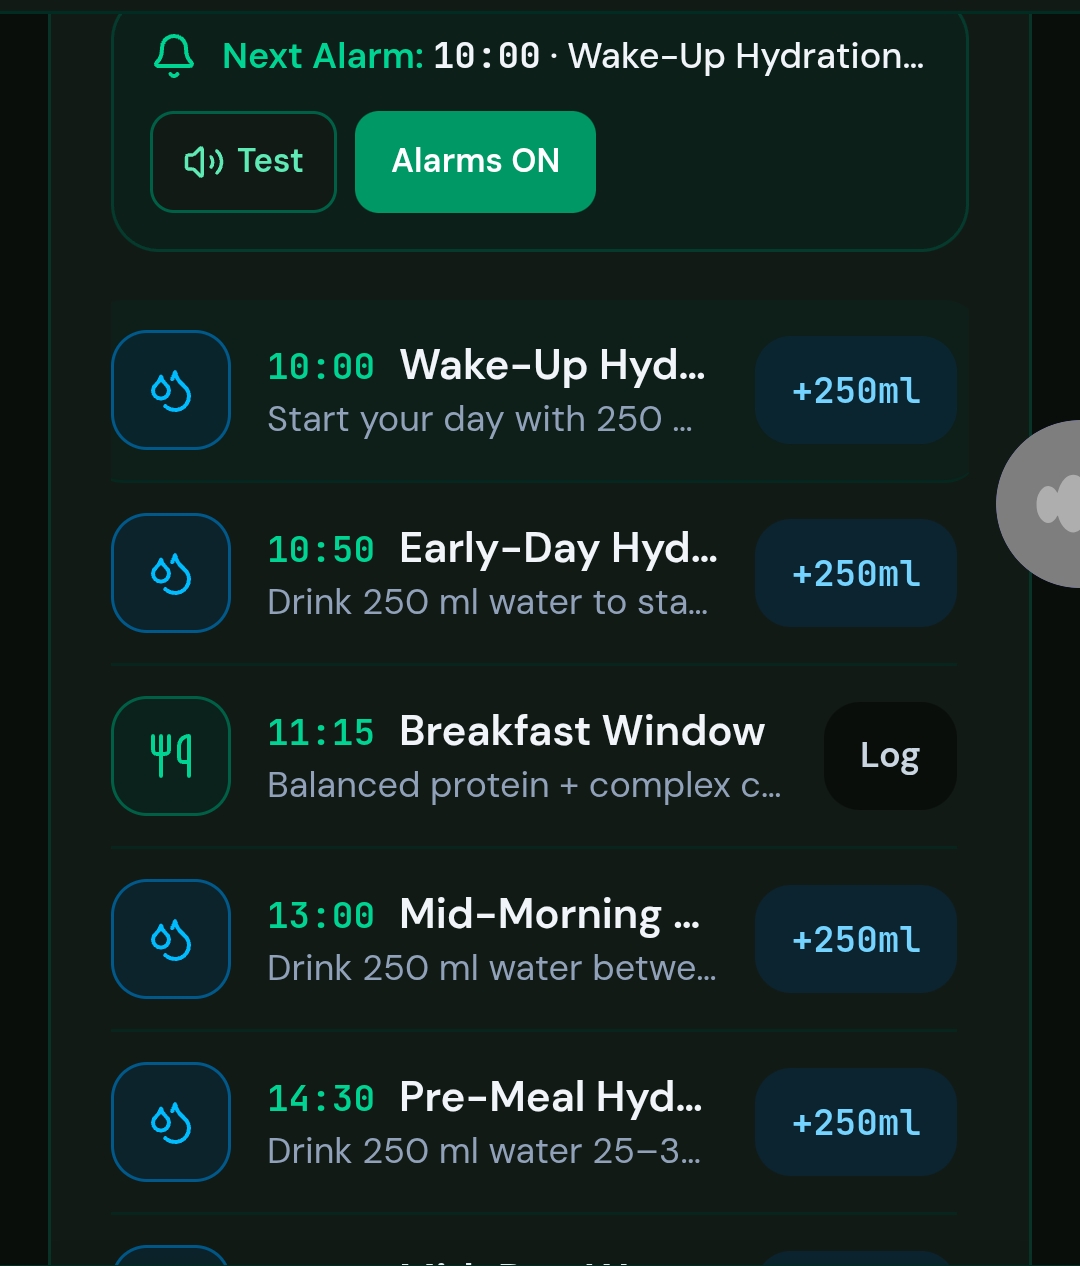 Next Alarm: 10:00 · Wake-Up Hydration...
Test
Alarms ON
10:00 Wake-Up Hyd...
Start your day with 250 ...
+250ml
10:50 Early-Day Hyd...
Drink 250 ml water to sta...
+250ml
11:15 Breakfast Window
Balanced protein + complex c...
Log
13:00 Mid-Morning ...
Drink 250 ml water betwe...
+250ml
14:30 Pre-Meal Hyd...
Drink 250 ml water 25–3...
+250ml